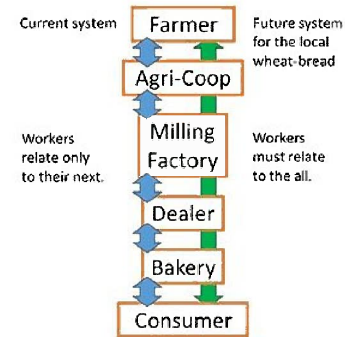 Current system
Farmer
Future system
for the local
wheat-bread
Agri-Coop
Workers
relate only
to their next.
Milling
Factory
Workers
must relate
to the all.
Dealer
Bakery
Consumer